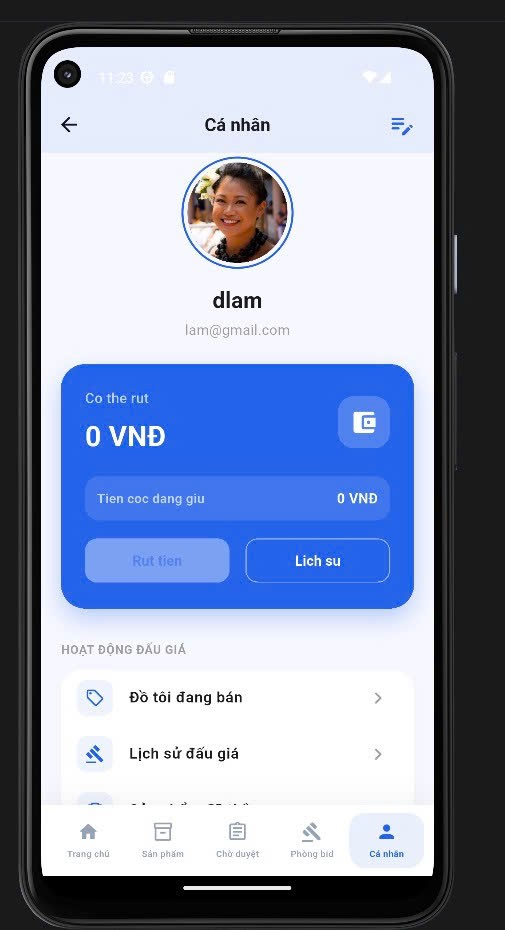 11:23
Cá nhân
dlam
lam@gmail.com
Co the rut
0 VNĐ
Tien coc dang giu 0 VNĐ
Rut tien Lich su
HOẠT ĐỘNG ĐẤU GIÁ
Đồ tôi đang bán
Lịch sử đấu giá
Trang chủ Sản phẩm Chờ duyệt Phòng bid Cá nhân